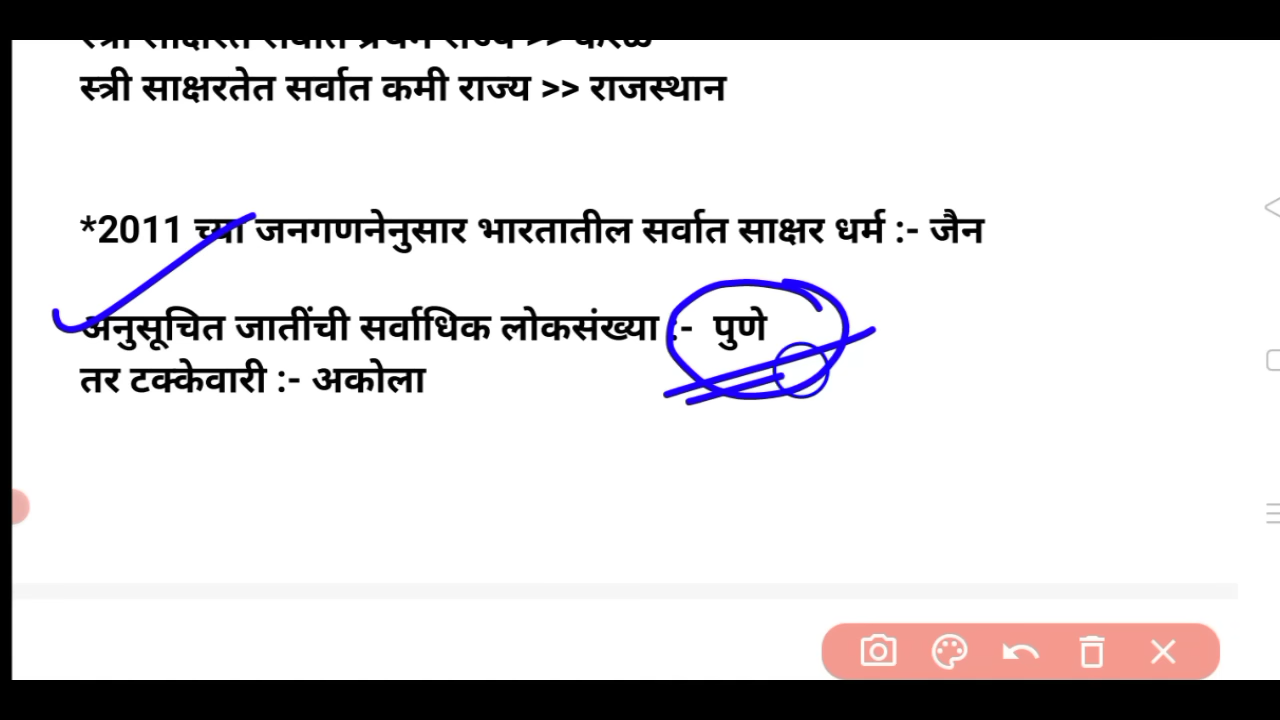 स्त्री साक्षरतेत सर्वात कमी राज्य >> राजस्थान
*2011 च्या जनगणनेनुसार भारतातील सर्वात साक्षर धर्म :- जैन
अनुसूचित जातींची सर्वाधिक लोकसंख्या :- पुणे
तर टक्केवारी :- अकोला